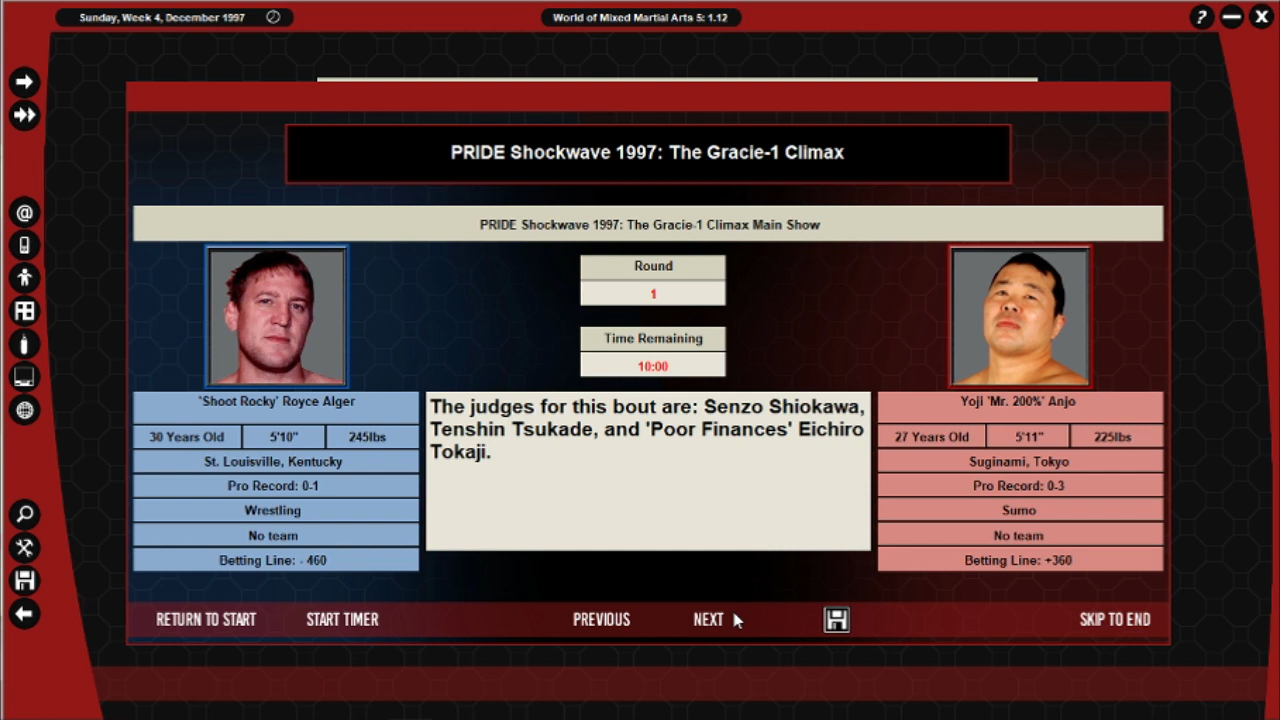 Sunday, Week 4, December 1997
World of Mixed Martial Arts 5: 1.12
?
X
@
PRIDE Shockwave 1997: The Gracie-1 Climax
PRIDE Shockwave 1997: The Gracie-1 Climax Main Show
Round
1
Time Remaining
10:00
'Shoot Rocky' Royce Alger
30 Years Old
5'10"
245lbs
St. Louisville, Kentucky
Pro Record: 0-1
Wrestling
No team
Betting Line: - 460
The judges for this bout are: Senzo Shiokawa,
Tenshin Tsukade, and 'Poor Finances' Eichiro
Tokaji.
Yoji 'Mr. 200%' Anjo
27 Years Old
5'11"
225lbs
Suginami, Tokyo
Pro Record: 0-3
Sumo
No team
Betting Line: +360
RETURN TO START
START TIMER
PREVIOUS
NEXT
SKIP TO END